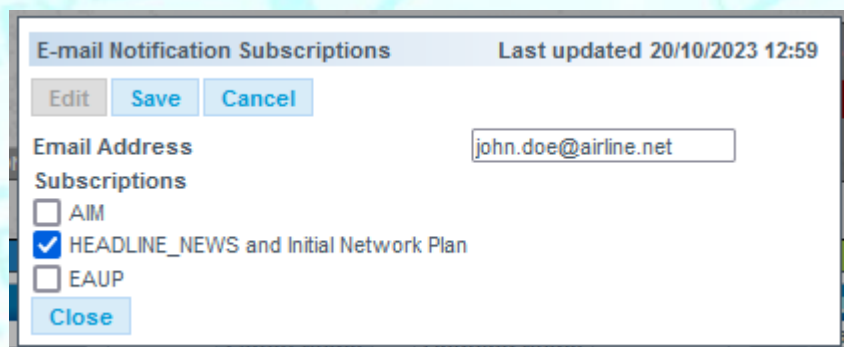 E-mail Notification Subscriptions Last updated 20/10/2023 12:59
Edit Save Cancel
Email Address john.doe@airline.net
Subscriptions
AIM
HEADLINE_NEWS and Initial Network Plan
EAUP
Close